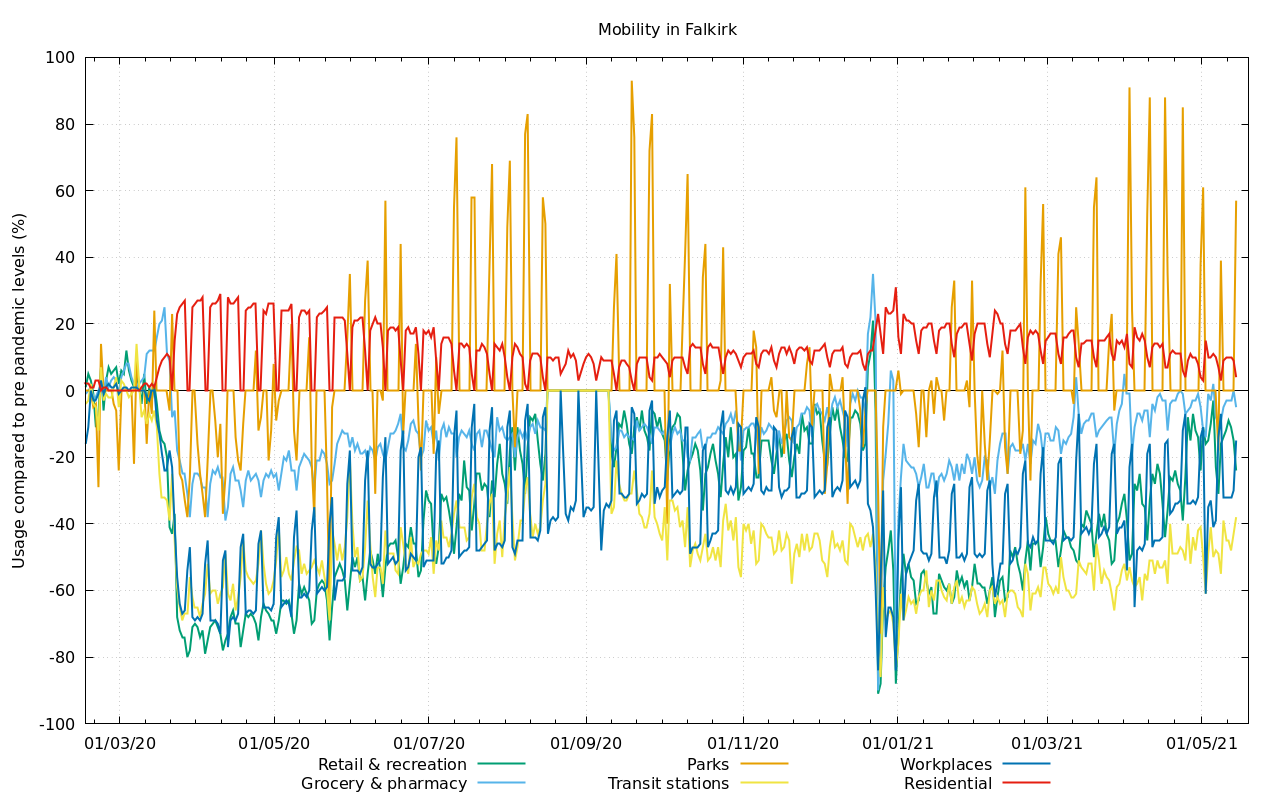 Mobility in Falkirk
Usage compared to pre pandemic levels (%)
100
80
60
40
20
0
-20
-40
-60
-80
-100
01/03/20 01/05/20 01/07/20 01/09/20 01/11/20 01/01/21 01/03/21 01/05/21
Retail & recreation Parks Workplaces
Grocery & pharmacy Transit stations Residential